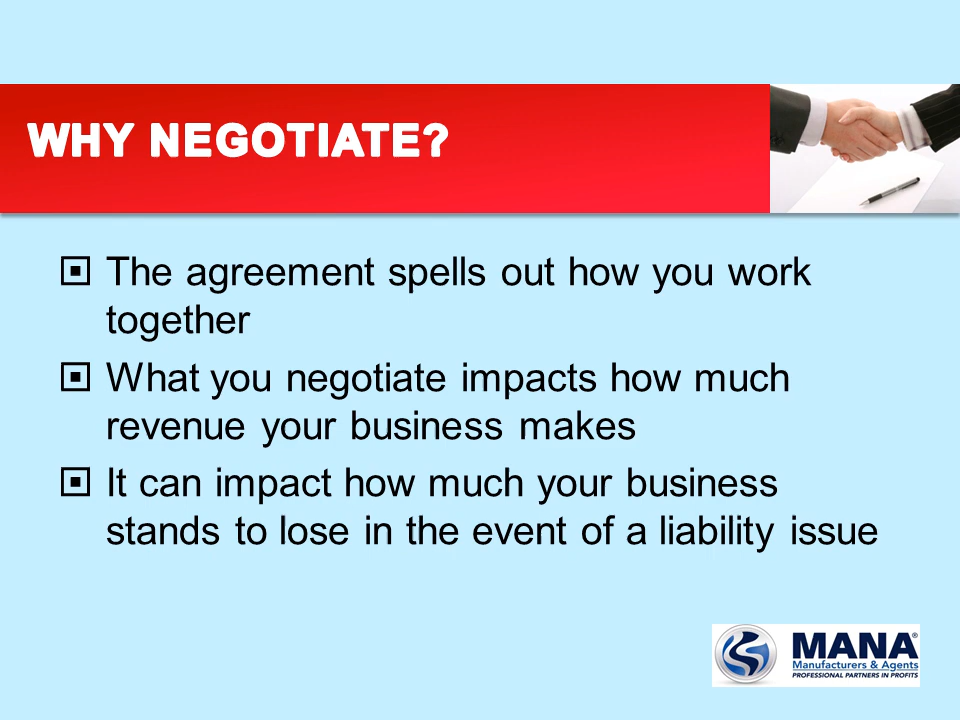 WHY NEGOTIATE?
The agreement spells out how you work
together
What you negotiate impacts how much
revenue your business makes
It can impact how much your business
stands to lose in the event of a liability issue
MANA®
Manufacturers & Agents
PROFESSIONAL PARTNERS IN PROFITS